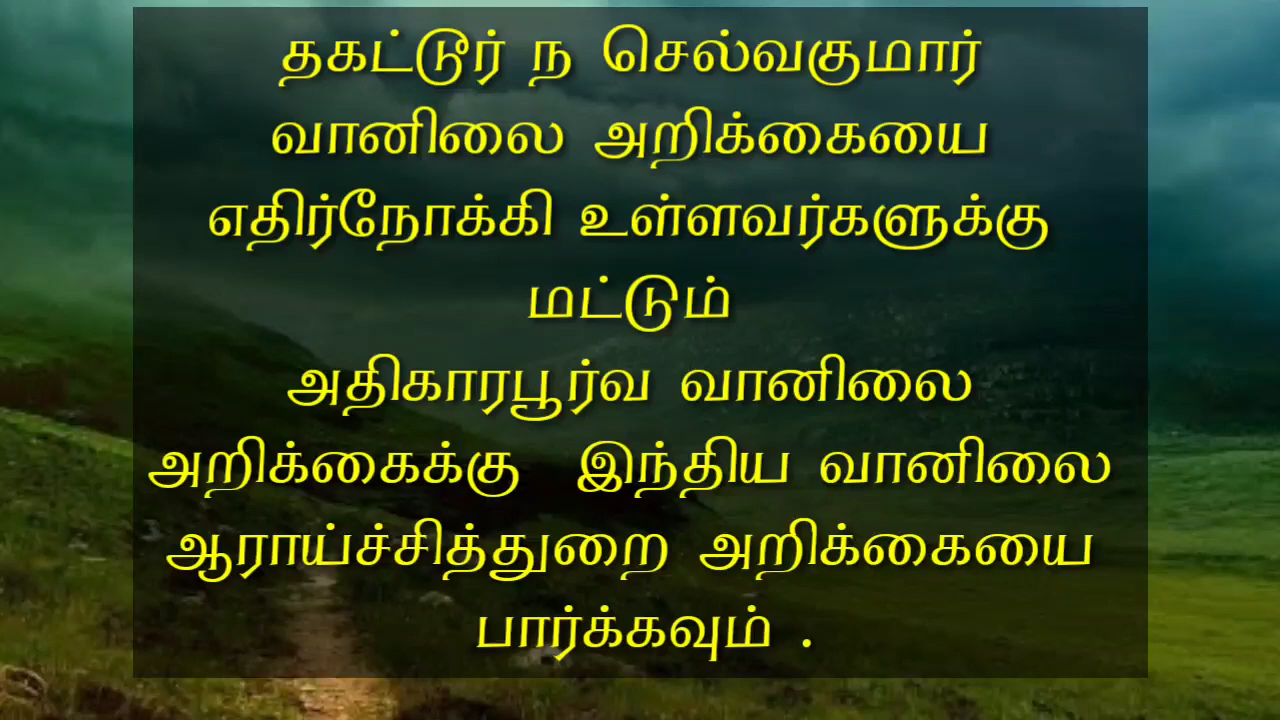 தகட்டூர் ந செல்வகுமார்
வானிலை அறிக்கையை
எதிர்நோக்கி உள்ளவர்களுக்கு
மட்டும்
அதிகாரபூர்வ வானிலை
அறிக்கைக்கு இந்திய வானிலை
ஆராய்ச்சித்துறை அறிக்கையை
பார்க்கவும் .